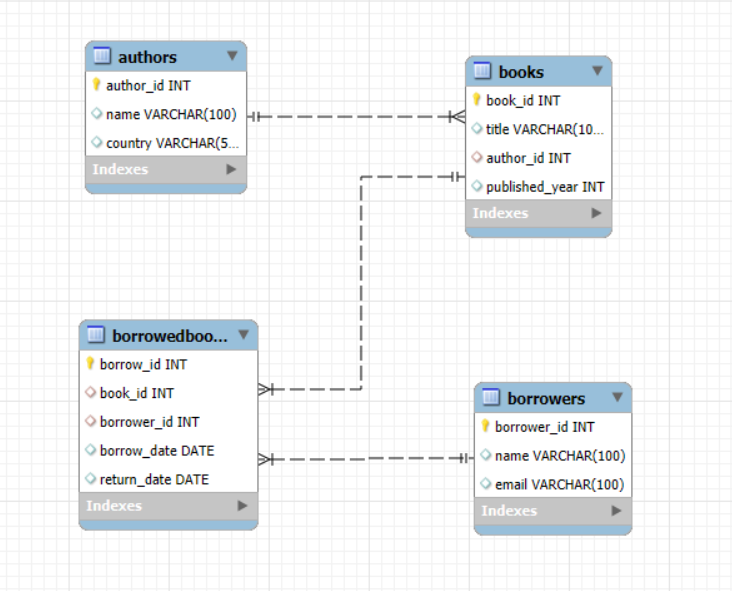 authors
author_id INT
name VARCHAR(100)
country VARCHAR(5...
Indexes
books
book_id INT
title VARCHAR(10...
author_id INT
published_year INT
Indexes
borrowedboo...
borrow_id INT
book_id INT
borrower_id INT
borrow_date DATE
return_date DATE
Indexes
borrowers
borrower_id INT
name VARCHAR(100)
email VARCHAR(100)
Indexes